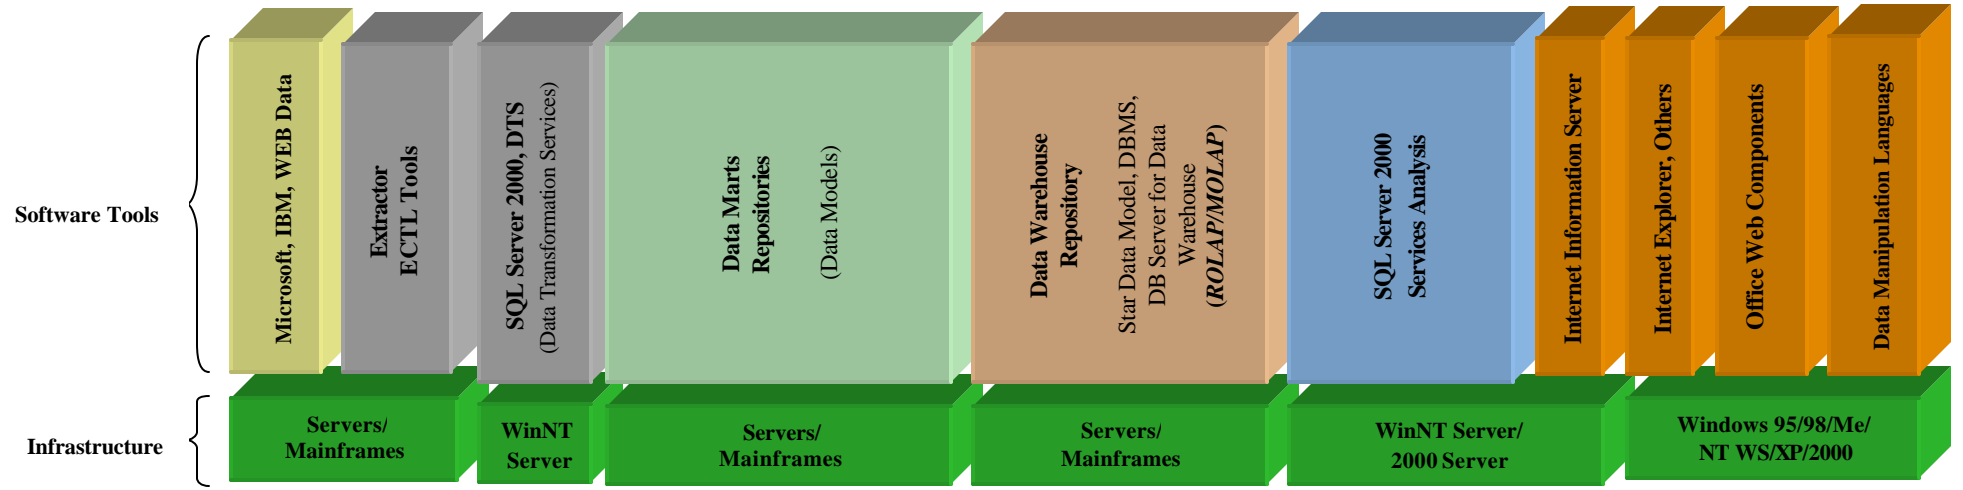 Software Tools
Microsoft, IBM, WEB Data
Extractor
ECTL Tools
SQL Server 2000, DTS
(Data Transformation Services)
Data Marts
Repositories
(Data Models)
Data Warehouse
Repository
Star Data Model, DBMS,
DB Server for Data
Warehouse
(ROLAP/MOLAP)
SQL Server 2000
Services Analysis
Internet Information Server
Internet Explorer, Others
Office Web Components
Data Manipulation Languages
Infrastructure
Servers/
Mainframes
WinNT
Server
Servers/
Mainframes
Servers/
Mainframes
WinNT Server/
2000 Server
Windows 95/98/Me/
NT WS/XP/2000